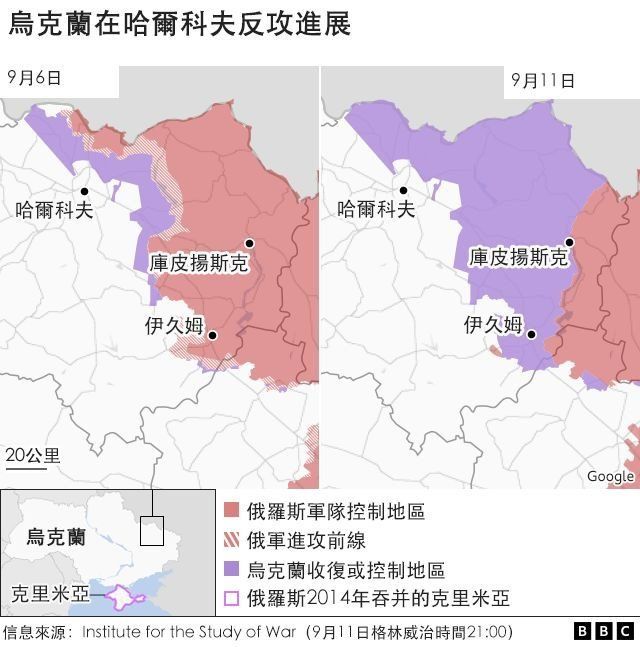 烏克蘭在哈爾科夫反攻進展
9月6日
哈爾科夫
庫皮揚斯克
伊久姆
20公里
9月11日
哈爾科夫
庫皮揚斯克
伊久姆
Google
烏克蘭
克里米亞
俄羅斯軍隊控制地區
俄軍進攻前線
烏克蘭收復或控制地區
俄羅斯2014年吞并的克里米亞
信息來源：Institute for the Study of War（9月11日格林威治時間21:00）
BBC